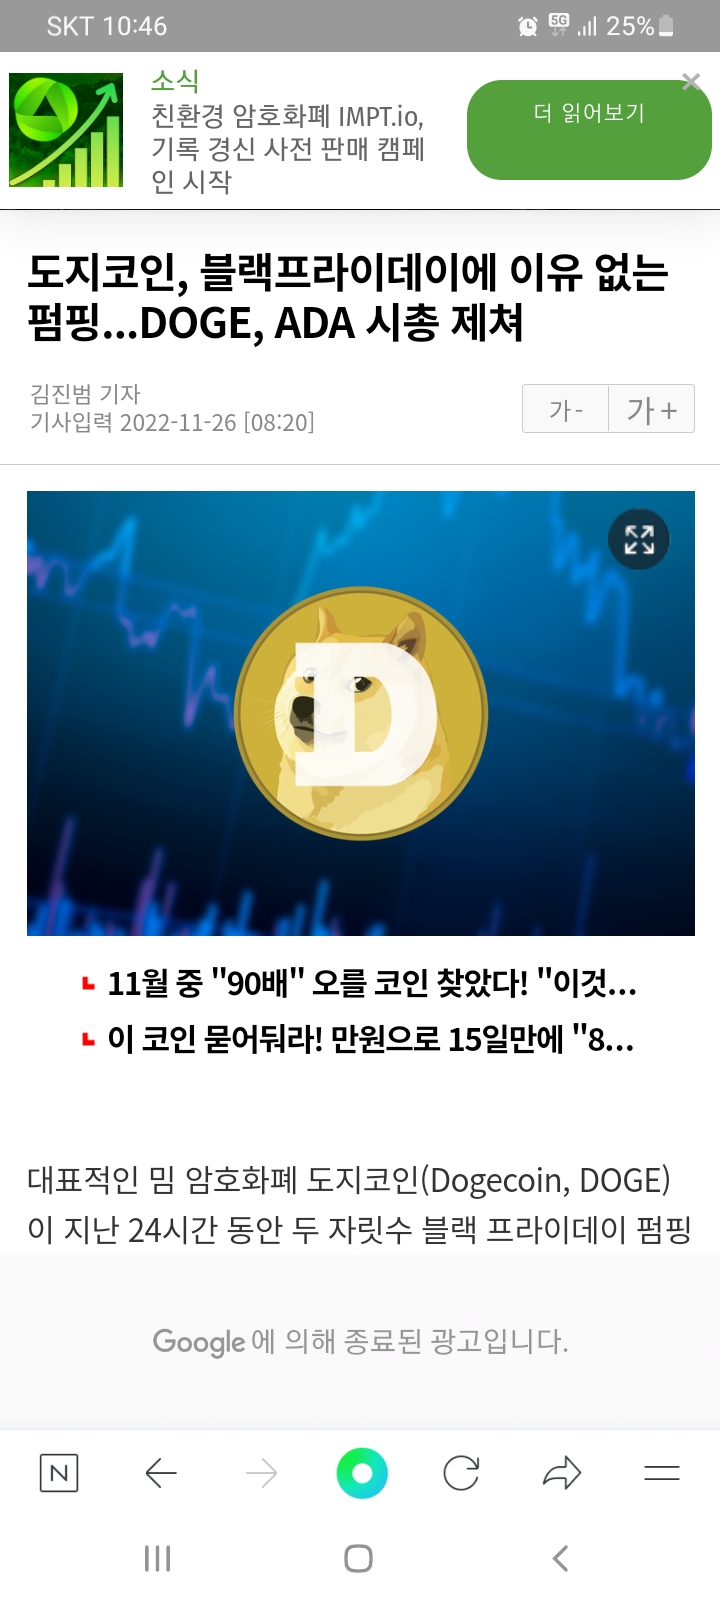 SKT 10:46
5G
25%
소식
친환경 암호화폐 IMPT.io,
기록 경신 사전 판매 캠페
인 시작
더 읽어보기
도지코인, 블랙프라이데이에 이유 없는
펌핑...DOGE, ADA 시총 제쳐
김진범 기자
기사입력 2022-11-26 [08:20]
가 -
가 +
D
11월 중 "90배" 오를 코인 찾았다! "이것...
이 코인 묻어둬라! 만원으로 15일만에 "8...
대표적인 밈 암호화폐 도지코인(Dogecoin, DOGE)
이 지난 24시간 동안 두 자릿수 블랙 프라이데이 펌핑
Google에 의해 종료된 광고입니다.
N